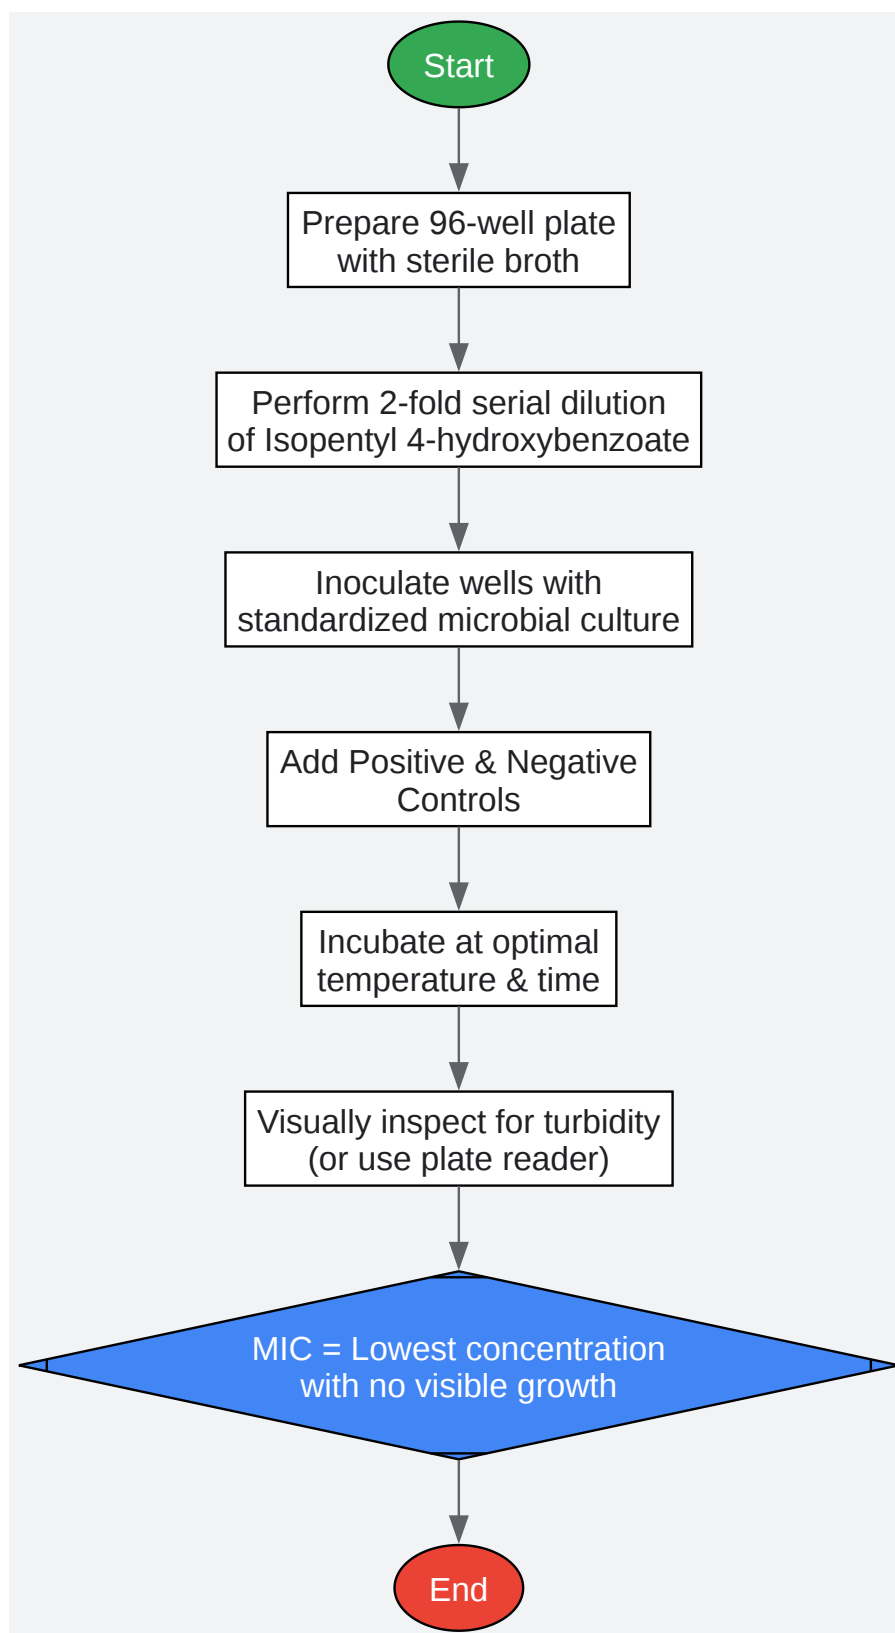 Start
Prepare 96-well plate
with sterile broth
Perform 2-fold serial dilution
of Isopentyl 4-hydroxybenzoate
Inoculate wells with
standardized microbial culture
Add Positive & Negative
Controls
Incubate at optimal
temperature & time
Visually inspect for turbidity
(or use plate reader)
MIC = Lowest concentration
with no visible growth
End